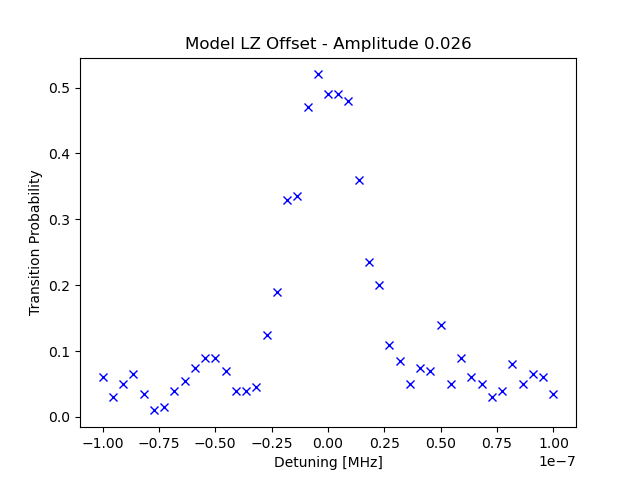 Model LZ Offset - Amplitude 0.026
Transition Probability
0.5
0.4
0.3
0.2
0.1
0.0
−1.00 −0.75 −0.50 −0.25 0.00 0.25 0.50 0.75 1.00
1e−7
Detuning [MHz]